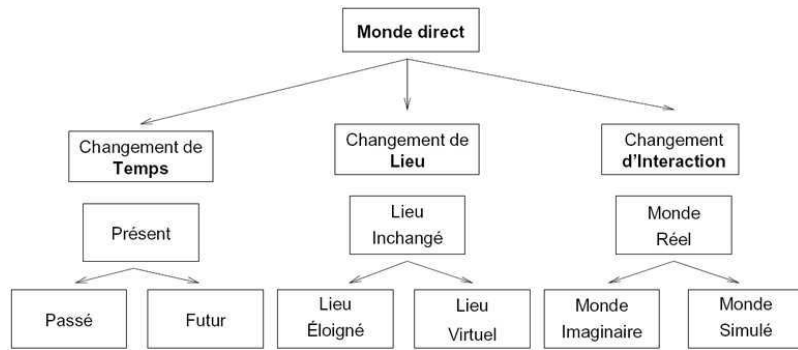 Monde direct
Changement de
Temps
Changement de
Lieu
Changement
d'Interaction
Présent
Lieu
Inchangé
Monde
Réel
Passé
Futur
Lieu
Éloigné
Lieu
Virtuel
Monde
Imaginaire
Monde
Simulé